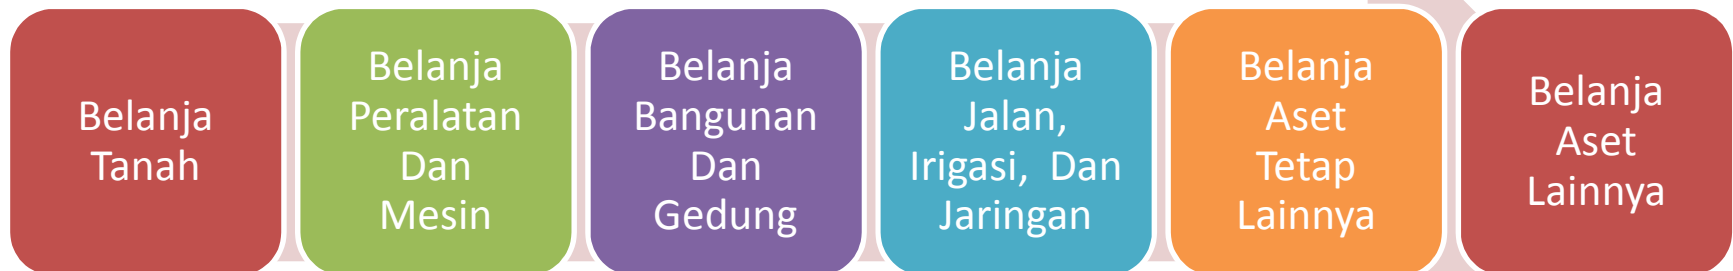 Belanja
Tanah
Belanja
Peralatan
Dan
Mesin
Belanja
Bangunan
Dan
Gedung
Belanja
Jalan,
Irigasi, Dan
Jaringan
Belanja
Aset
Tetap
Lainnya
Belanja
Aset
Lainnya